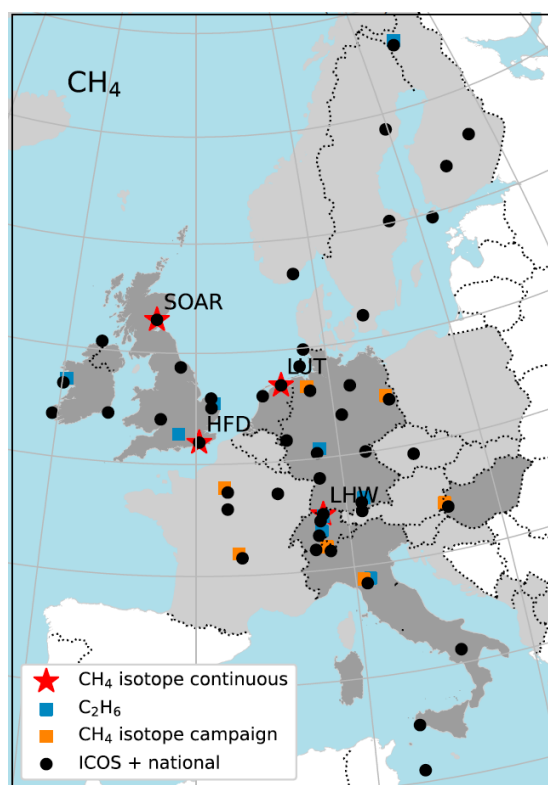 CH₄
SOAR
LUT
HFD
LHW
CH₄ isotope continuous
C₂H₆
CH₄ isotope campaign
ICOS + national